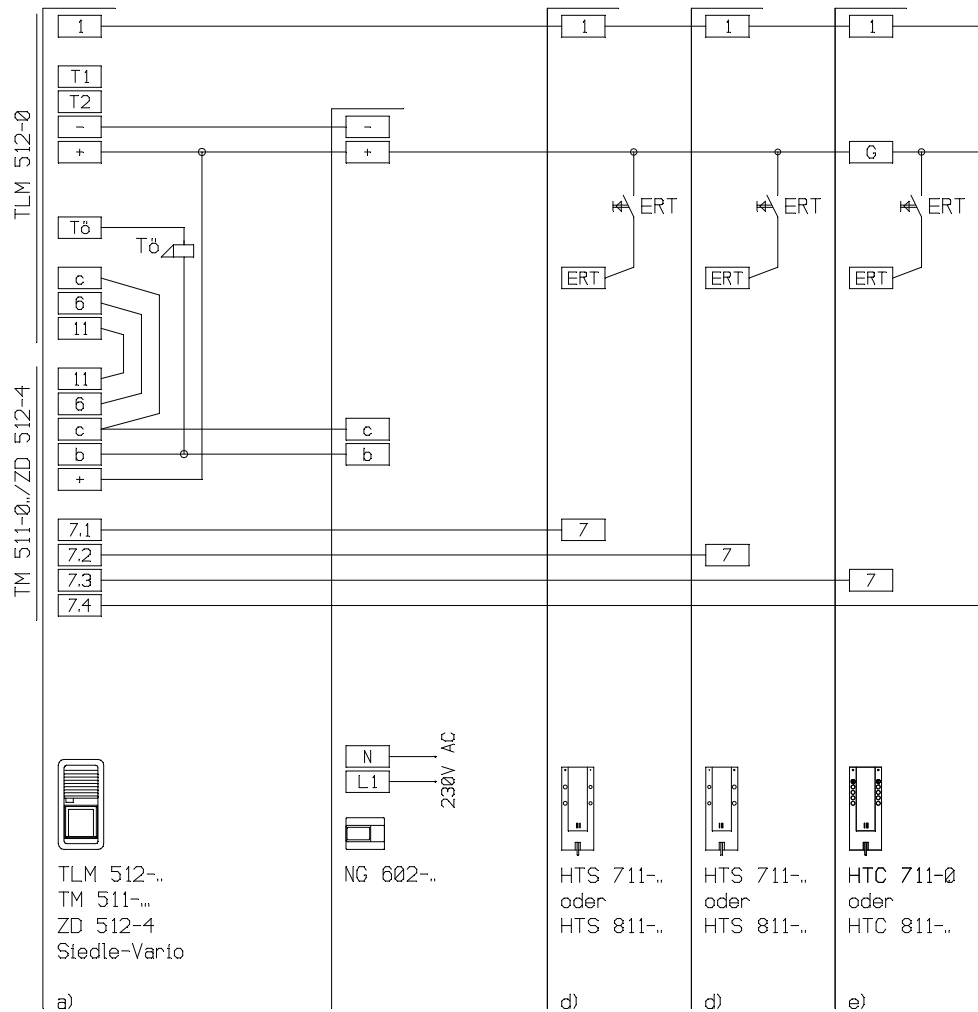 1 1 1 1
T1
T2
- -
+ + G
TLM 512-0
ERT ERT ERT
Tö
Tö
c ERT ERT ERT
6
11
11
6
c c
b b
+
TM 511-0../ZD 512-4
7.1 7
7.2 7
7.3 7
7.4
N
L1
230V AC
TLM 512-..
TM 511-...
ZD 512-4
Siedle-Vario
a)
NG 602-..
HTS 711-..
oder
HTS 811-..
d)
HTS 711-..
oder
HTS 811-..
d)
HTC 711-0
oder
HTC 811-..
e)